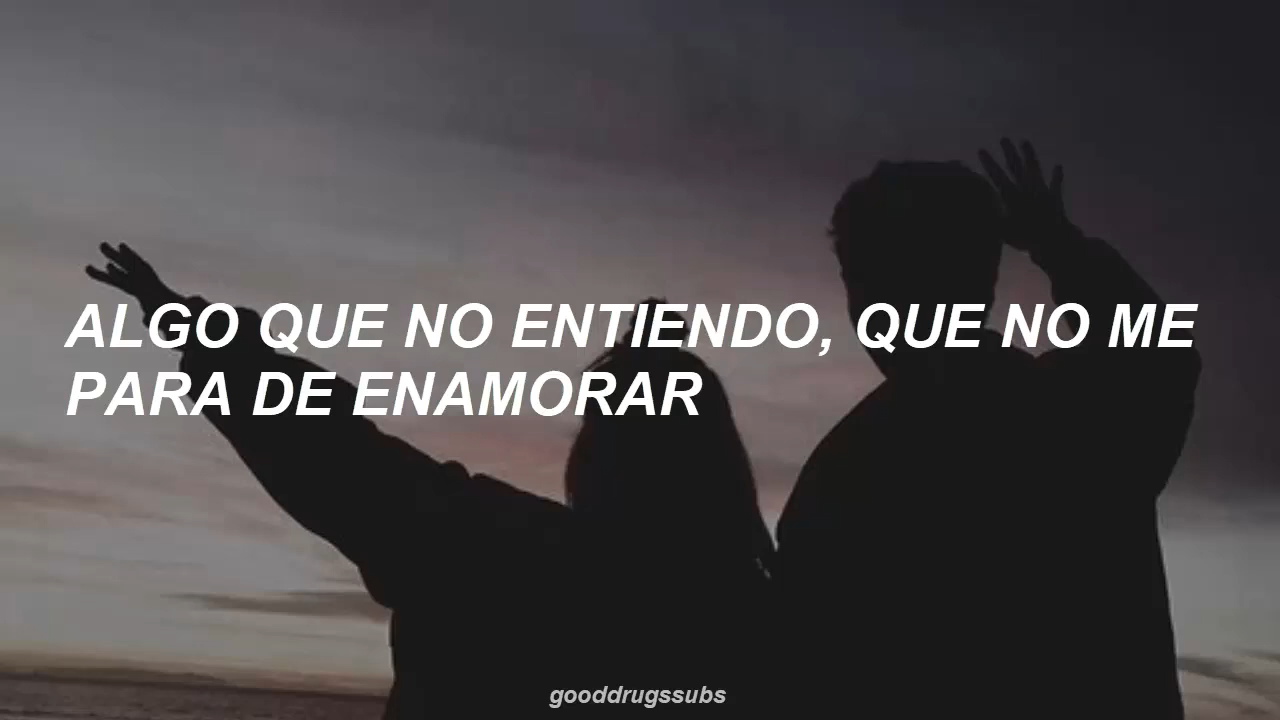 ALGO QUE NO ENTIENDO, QUE NO ME
PARA DE ENAMORAR
gooddrugssubs